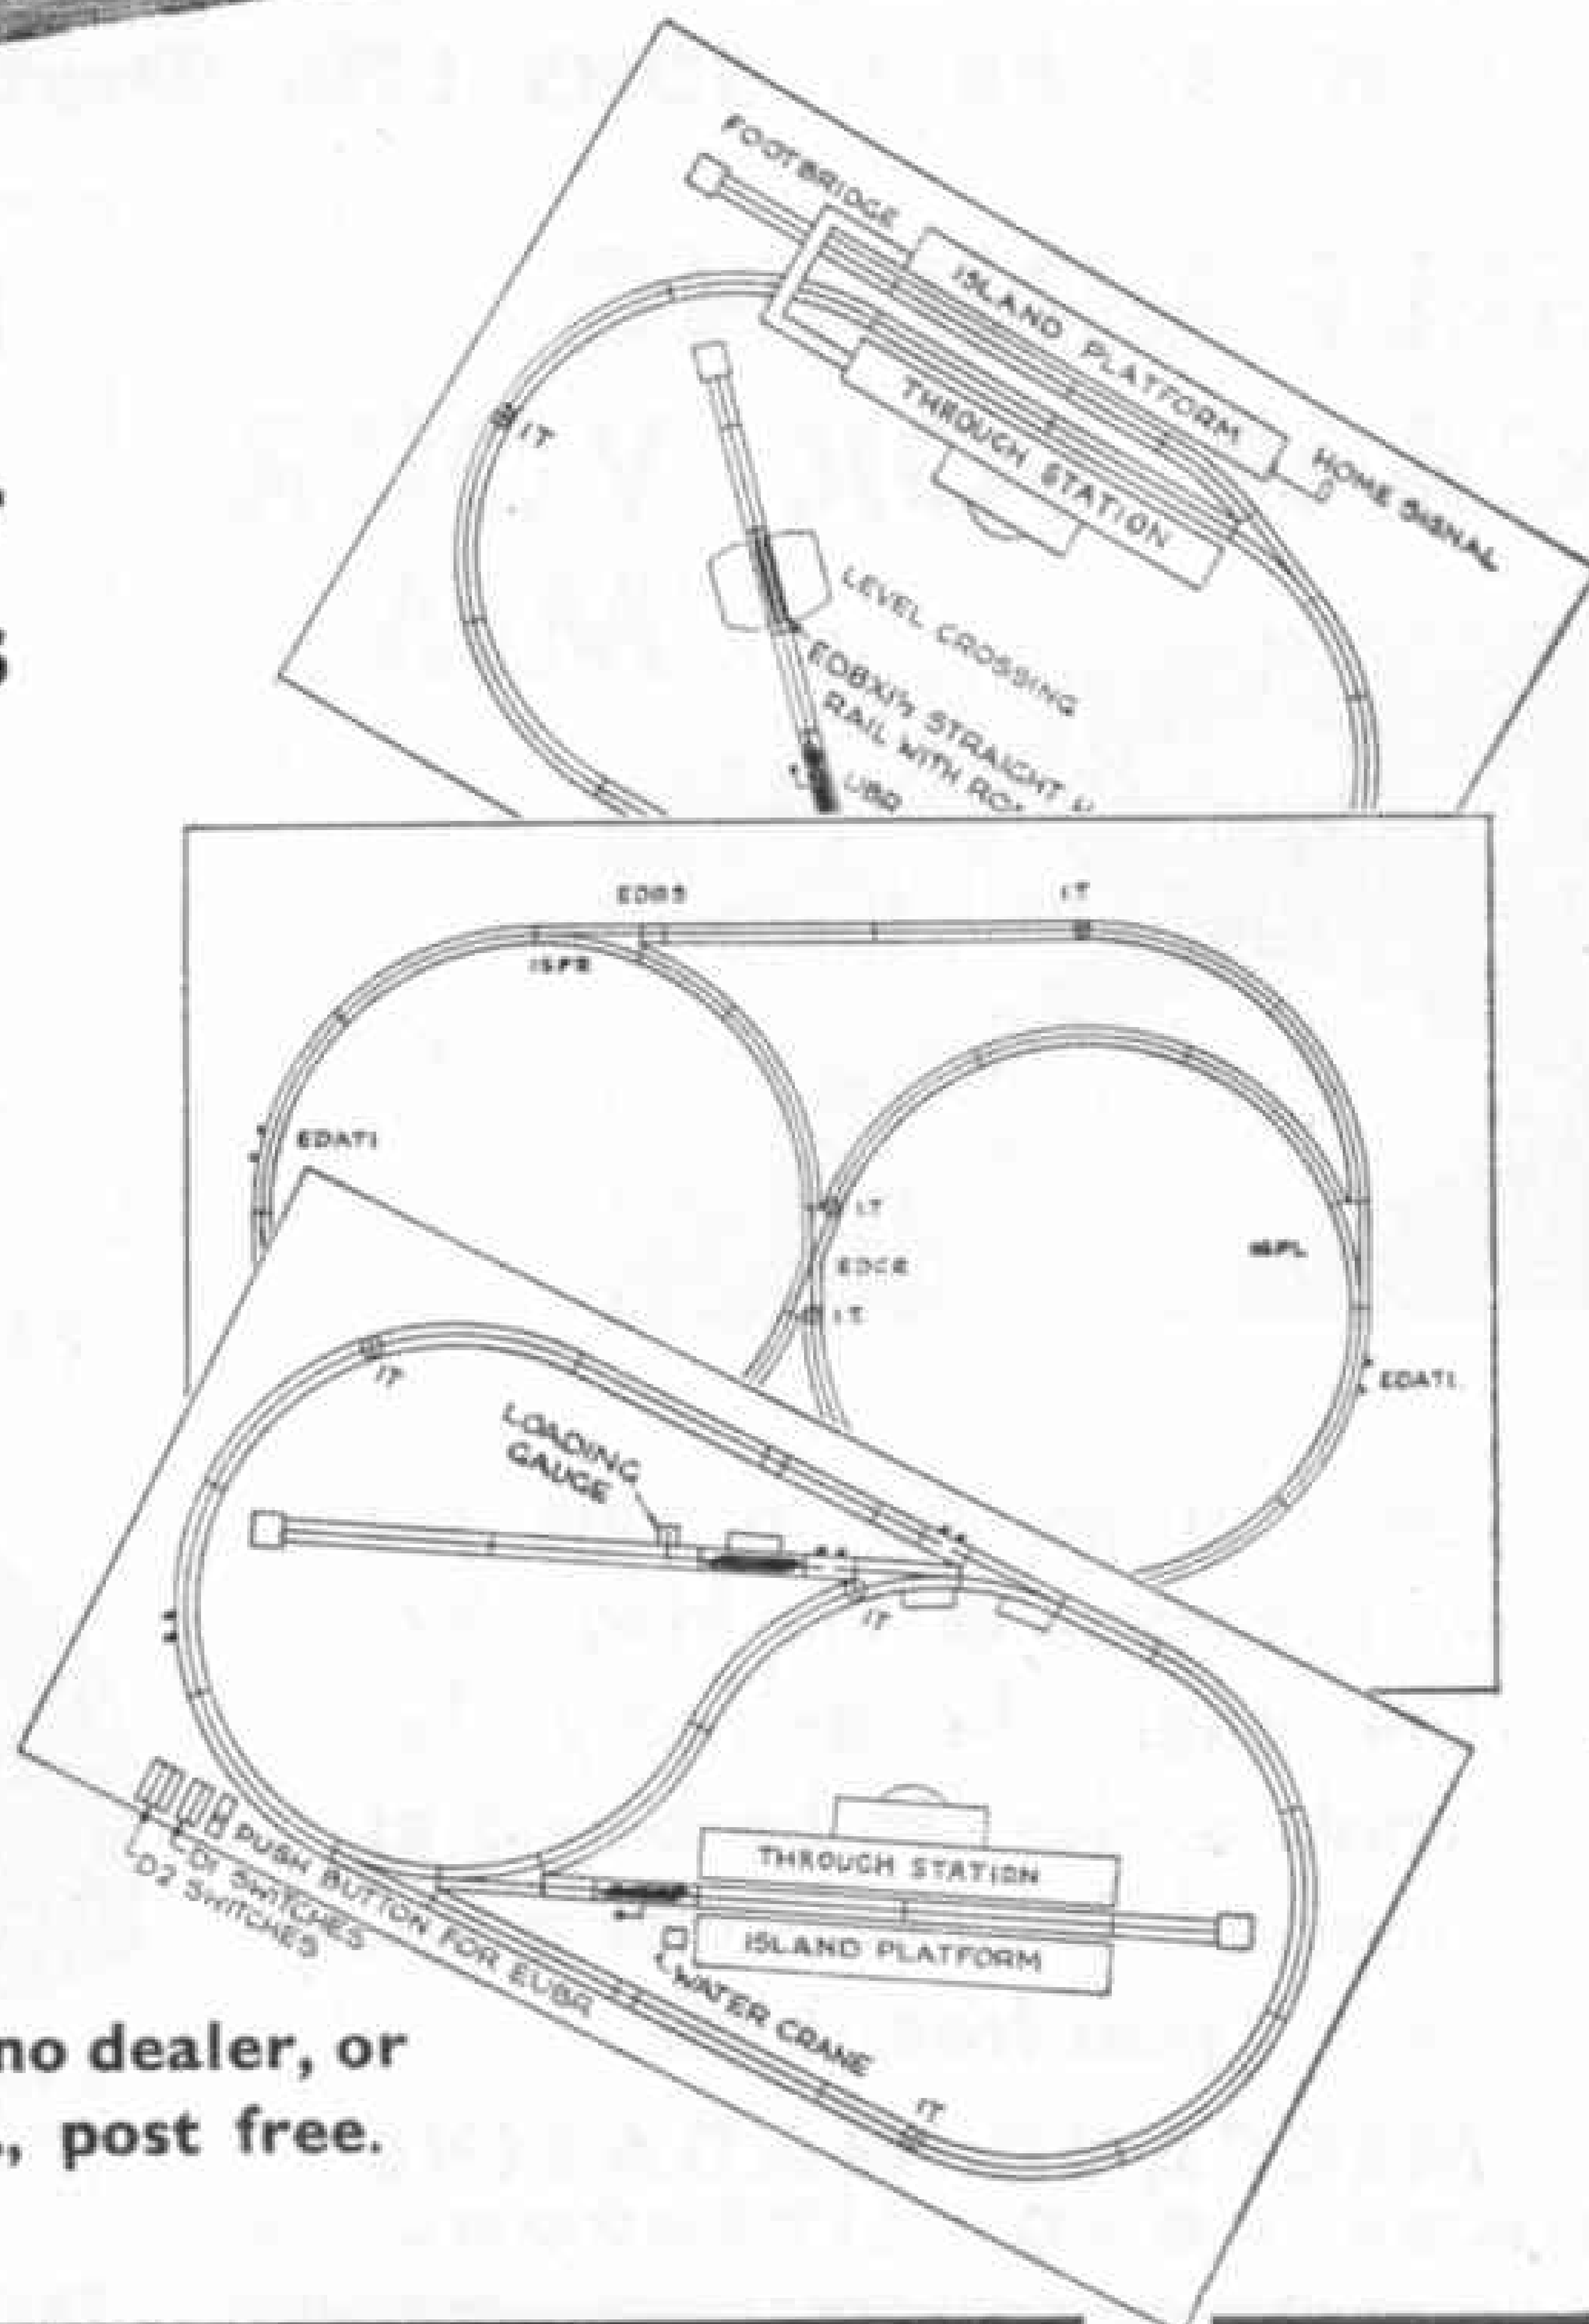 FOOTBRIDGE
ISLAND PLATFORM
HOME SIGNAL
THROUGH STATION
IT
LEVEL CROSSING
EDBX1½ STRAIGHT
RAIL WITH
UBR
IT
ISPR
EDAT1
IT
EDCR
IT
ISPL
EDAT1
IT
LOADING
GAUGE
IT
PUSH BUTTON FOR EUBR
D1 SWITCHES
D2 SWITCHES
THROUGH STATION
ISLAND PLATFORM
WATER CRANE
IT
no dealer, or
post free.